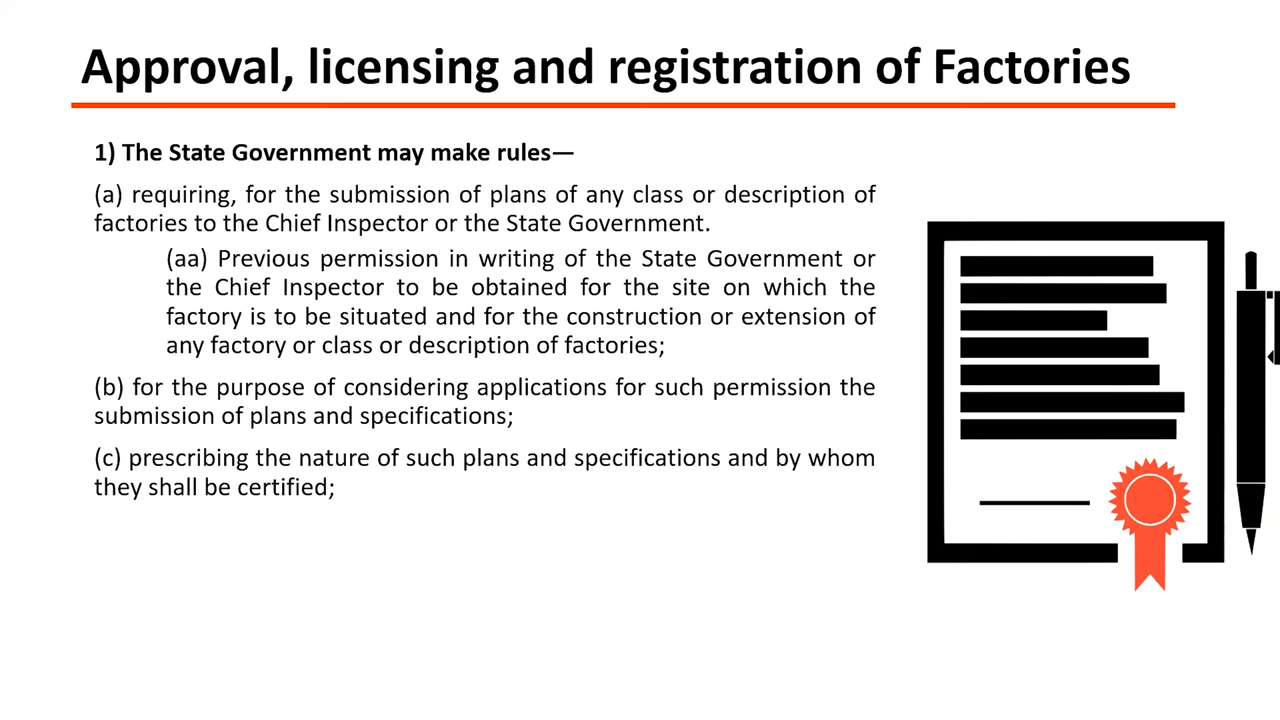 Approval, licensing and registration of Factories
1) The State Government may make rules—
(a) requiring, for the submission of plans of any class or description of
factories to the Chief Inspector or the State Government.
(aa) Previous permission in writing of the State Government or
the Chief Inspector to be obtained for the site on which the
factory is to be situated and for the construction or extension of
any factory or class or description of factories;
(b) for the purpose of considering applications for such permission the
submission of plans and specifications;
(c) prescribing the nature of such plans and specifications and by whom
they shall be certified;